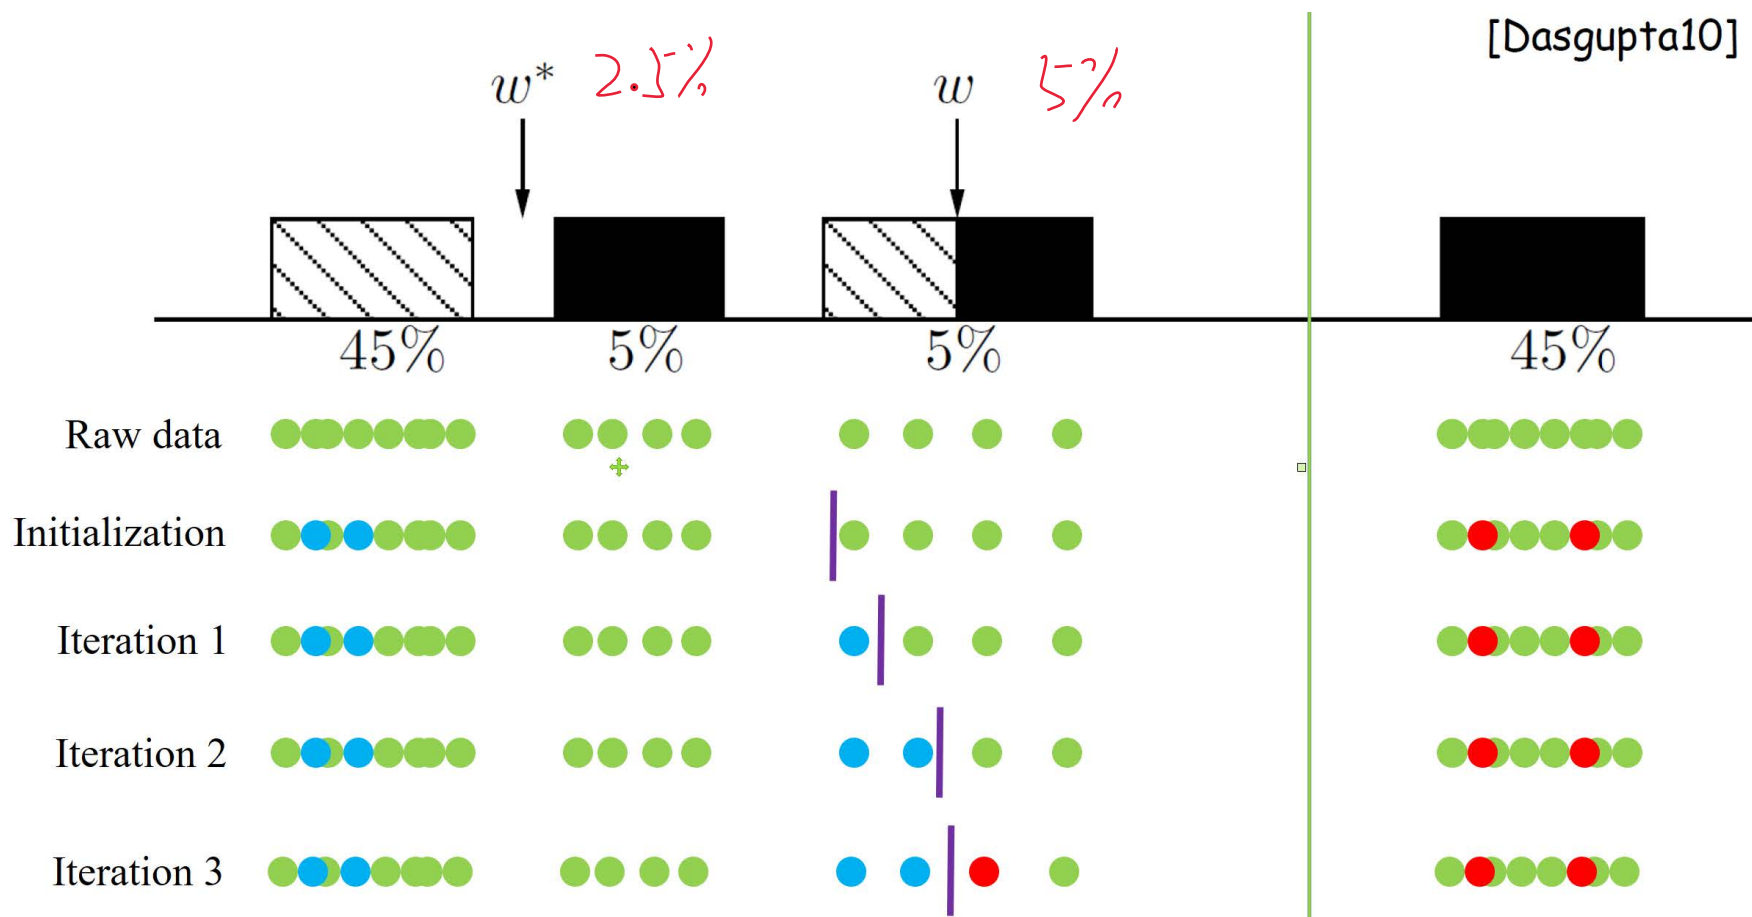 [Dasgupta10]
w* 2.5% w 5%
45% 5% 5% 45%
Raw data
Initialization
Iteration 1
Iteration 2
Iteration 3